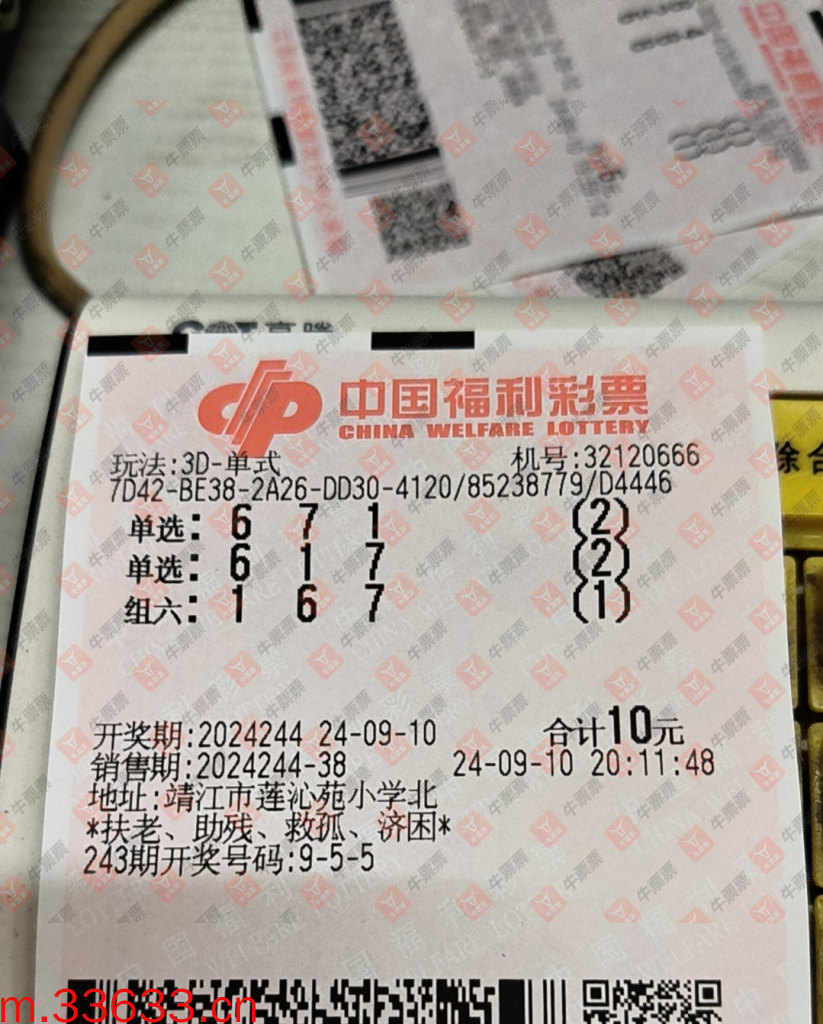 中国福利彩票
CHINA WELFARE LOTTERY
玩法:3D-单式 机号:32120666
7D42-BE38-2A26-DD30-4120/85238779/D4446
单选: 6 7 1 (2)
单选: 6 1 7 (2)
组六: 1 6 7 (1)
开奖期:2024244 24-09-10 合计10元
销售期:2024244-38 24-09-10 20:11:48
地址:靖江市莲沁苑小学北
*扶老、助残、救孤、济困*
243期开奖号码:9-5-5
m.33633.cn
牛票票